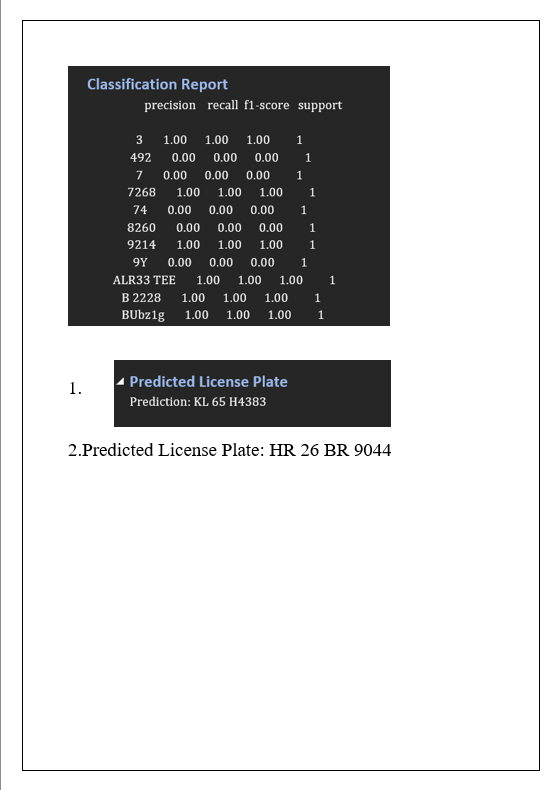 Classification Report
precision recall f1-score support
3 1.00 1.00 1.00 1
492 0.00 0.00 0.00 1
7 0.00 0.00 0.00 1
7268 1.00 1.00 1.00 1
74 0.00 0.00 0.00 1
8260 0.00 0.00 0.00 1
9214 1.00 1.00 1.00 1
9Y 0.00 0.00 0.00 1
ALR33 TEE 1.00 1.00 1.00 1
B 2228 1.00 1.00 1.00 1
BUbz1g 1.00 1.00 1.00 1
1.
Predicted License Plate
Prediction: KL 65 H4383
2.Predicted License Plate: HR 26 BR 9044